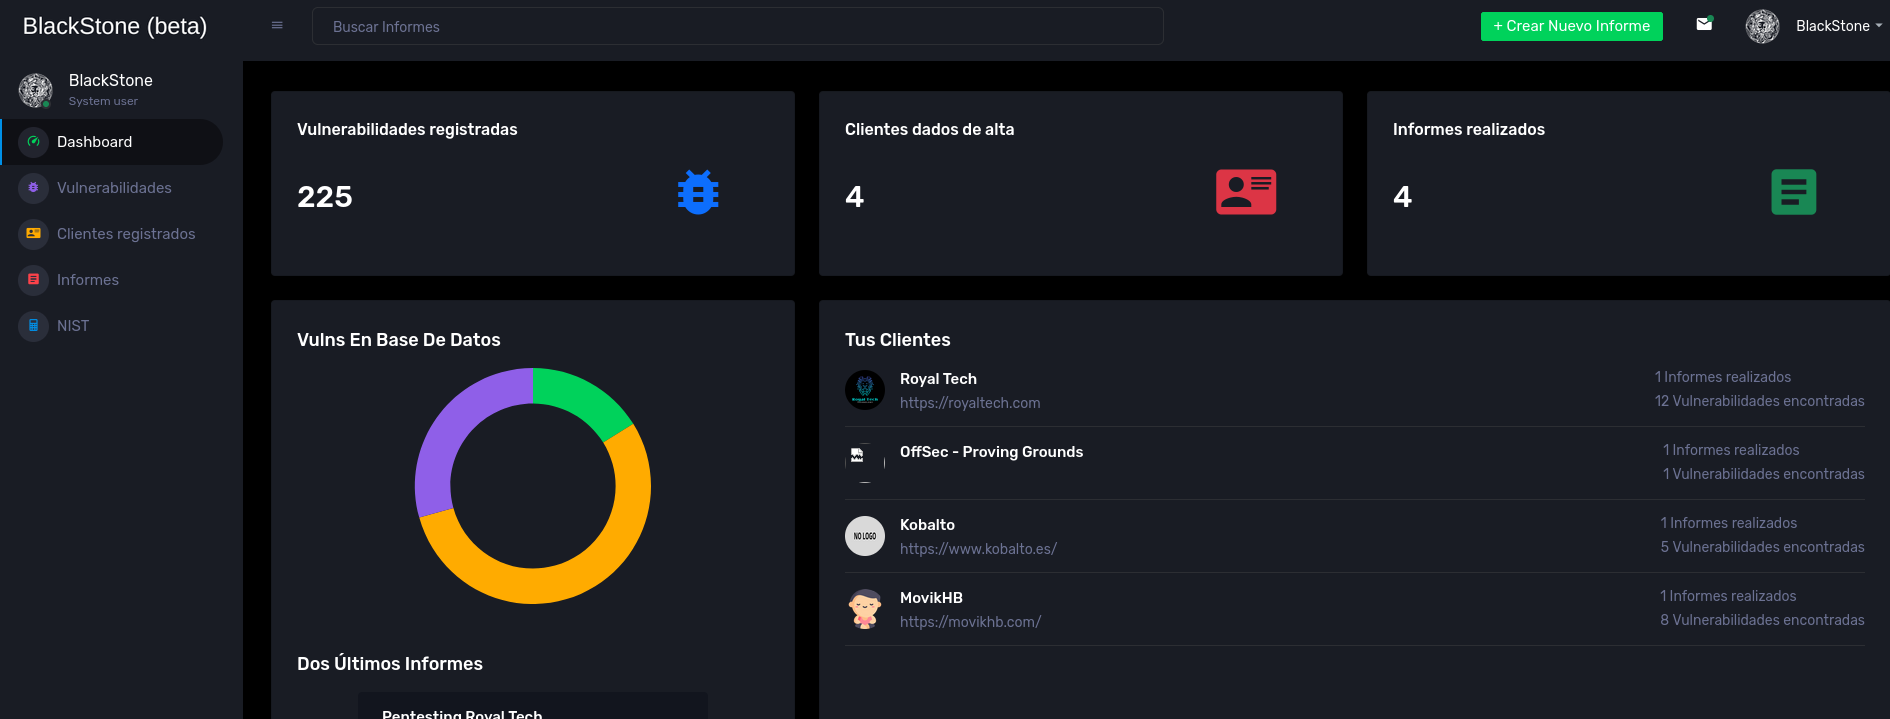 BlackStone (beta)
Buscar Informes
+ Crear Nuevo Informe
BlackStone
BlackStone
System user
Dashboard
Vulnerabilidades
Clientes registrados
Informes
NIST
Vulnerabilidades registradas
225
Clientes dados de alta
4
Informes realizados
4
Vulns En Base De Datos
Dos Últimos Informes
Pentesting Royal Tech
Tus Clientes
Royal Tech
https://royaltech.com
1 Informes realizados
12 Vulnerabilidades encontradas
OffSec - Proving Grounds
1 Informes realizados
1 Vulnerabilidades encontradas
NO LOGO
Kobalto
https://www.kobalto.es/
1 Informes realizados
5 Vulnerabilidades encontradas
MovikHB
https://movikhb.com/
1 Informes realizados
8 Vulnerabilidades encontradas